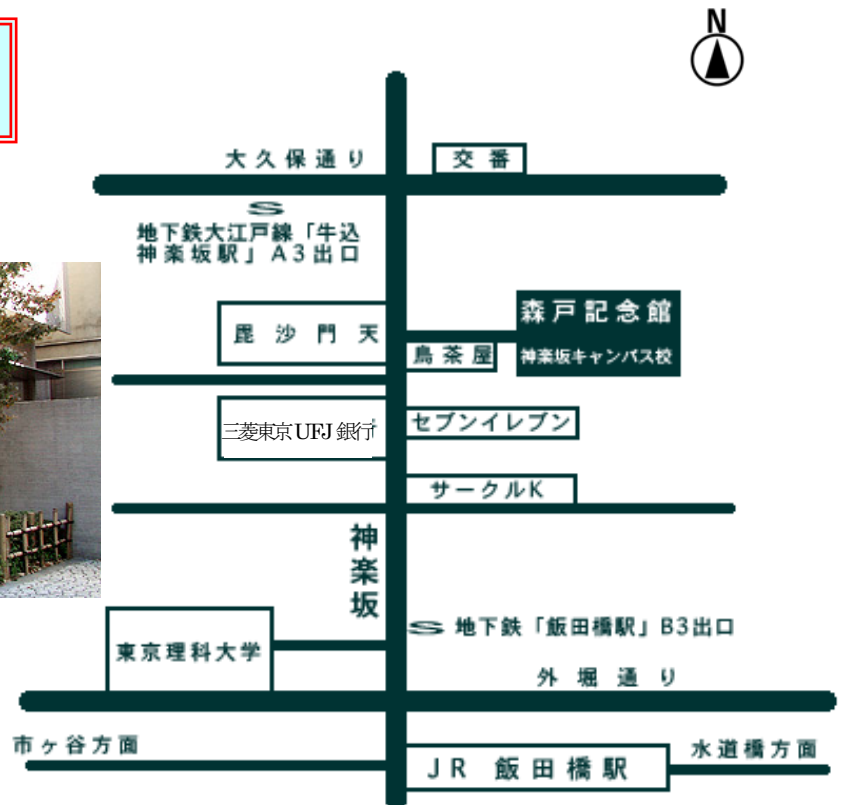 N
大久保通り
交番
地下鉄大江戸線「牛込
神楽坂駅」A3出口
毘沙門天
鳥茶屋
森戸記念館
神楽坂キャンパス校
三菱東京UFJ銀行
セブンイレブン
サークルK
神楽坂
地下鉄「飯田橋駅」B3出口
東京理科大学
外堀通り
市ヶ谷方面
JR 飯田橋駅
水道橋方面